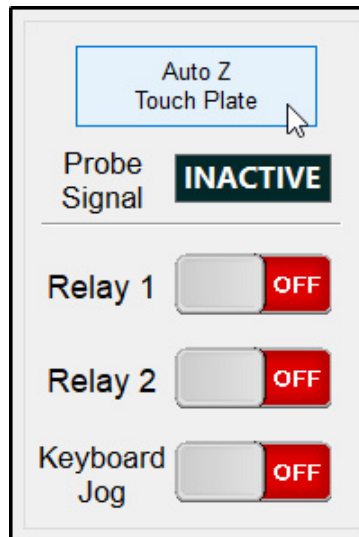 Auto Z
Touch Plate
Probe
Signal
INACTIVE
Relay 1
OFF
Relay 2
OFF
Keyboard
Jog
OFF